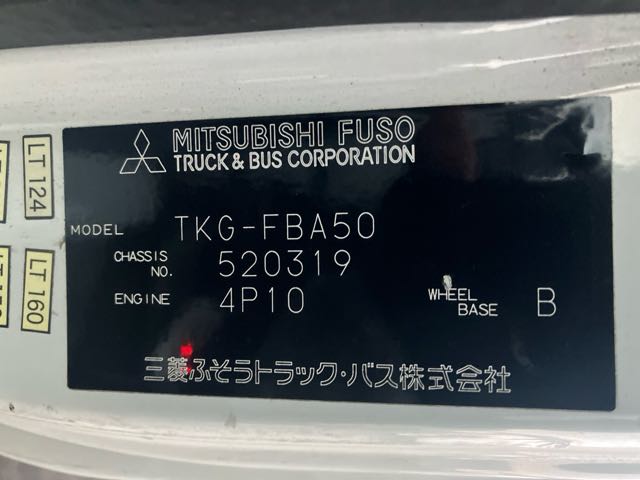 MITSUBISHI FUSO
TRUCK & BUS CORPORATION
LT 124
MODEL TKG-FBA50
CHASSIS NO. 520319
LT 160
ENGINE 4P10
WHEEL BASE B
三菱ふそうトラック・バス株式会社